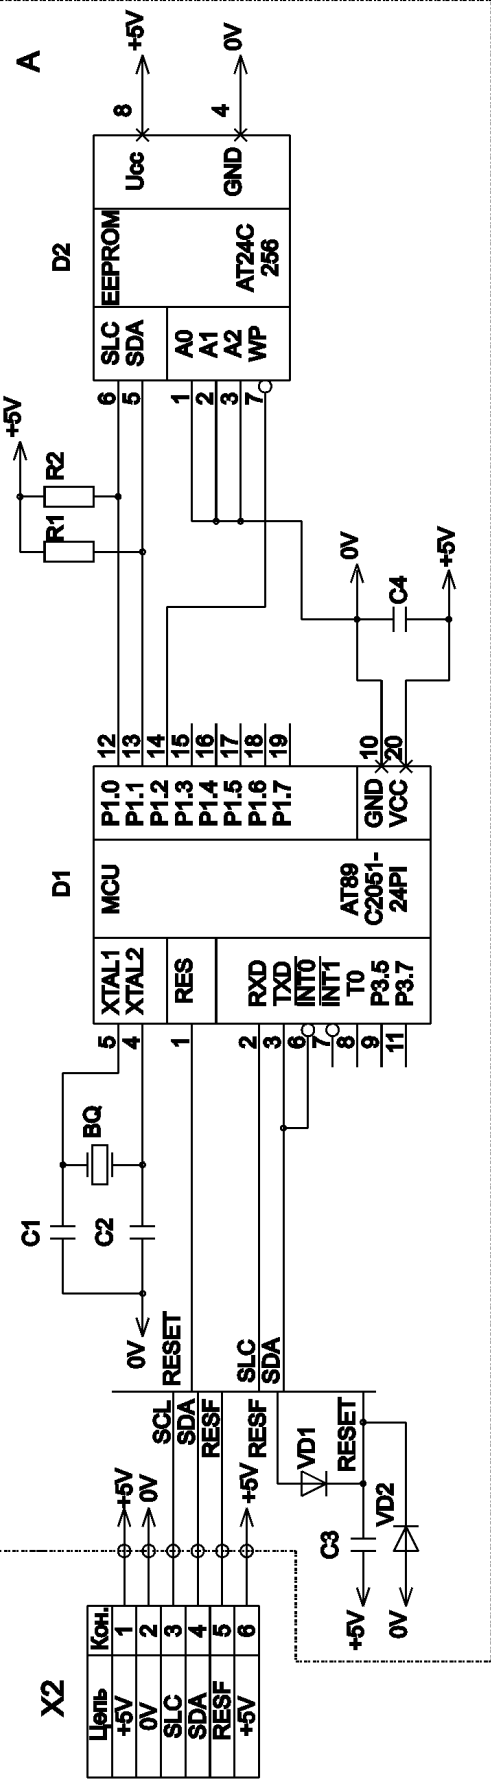 A
X2
Цепь Кон.
+5V 1
0V 2
SLC 3
SDA 4
RESF 5
+5V 6
+5V
0V
SCL
SDA
RESF
+5V
RESF
VD1
RESET
C3
VD2
+5V
0V
0V
RESET
SLC
SDA
C1
C2
BQ
D1
MCU
AT89
C2051-
24PI
5 XTAL1
4 XTAL2
1 RES
2 RXD
3 TXD
6 INT0
7 INT1
8 T0
9 P3.5
11 P3.7
P1.0 12
P1.1 13
P1.2 14
P1.3 15
P1.4 16
P1.5 17
P1.6 18
P1.7 19
GND 10
VCC 20
0V
C4
+5V
+5V
R1
R2
D2
EEPROM
AT24C
256
6 SLC
5 SDA
1 A0
2 A1
3 A2
7 WP
Ucc 8
GND 4
+5V
0V